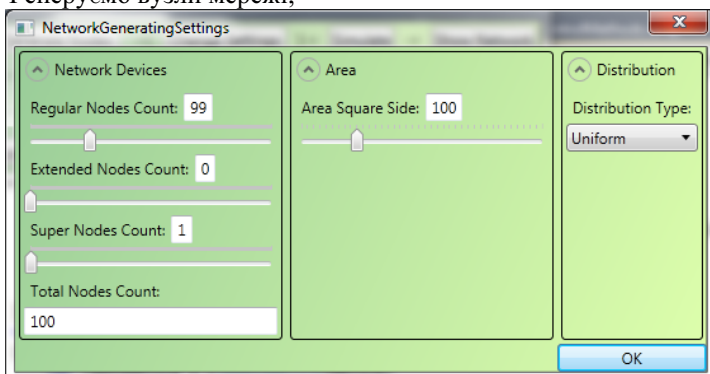 Генеруємо вузли мережі,
NetworkGeneratingSettings
Network Devices
Regular Nodes Count: 99
Extended Nodes Count: 0
Super Nodes Count: 1
Total Nodes Count:
100
Area
Area Square Side: 100
Distribution
Distribution Type:
Uniform
OK